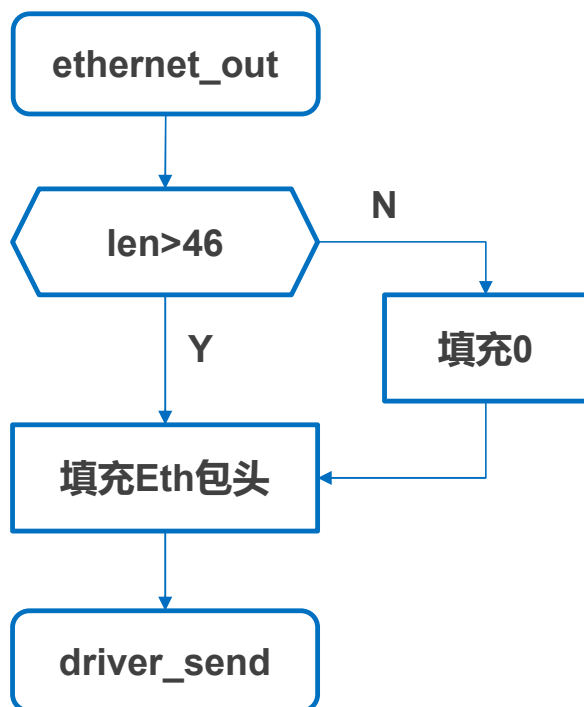 ethernet_out
len>46
N
Y
填充0
填充Eth包头
driver_send